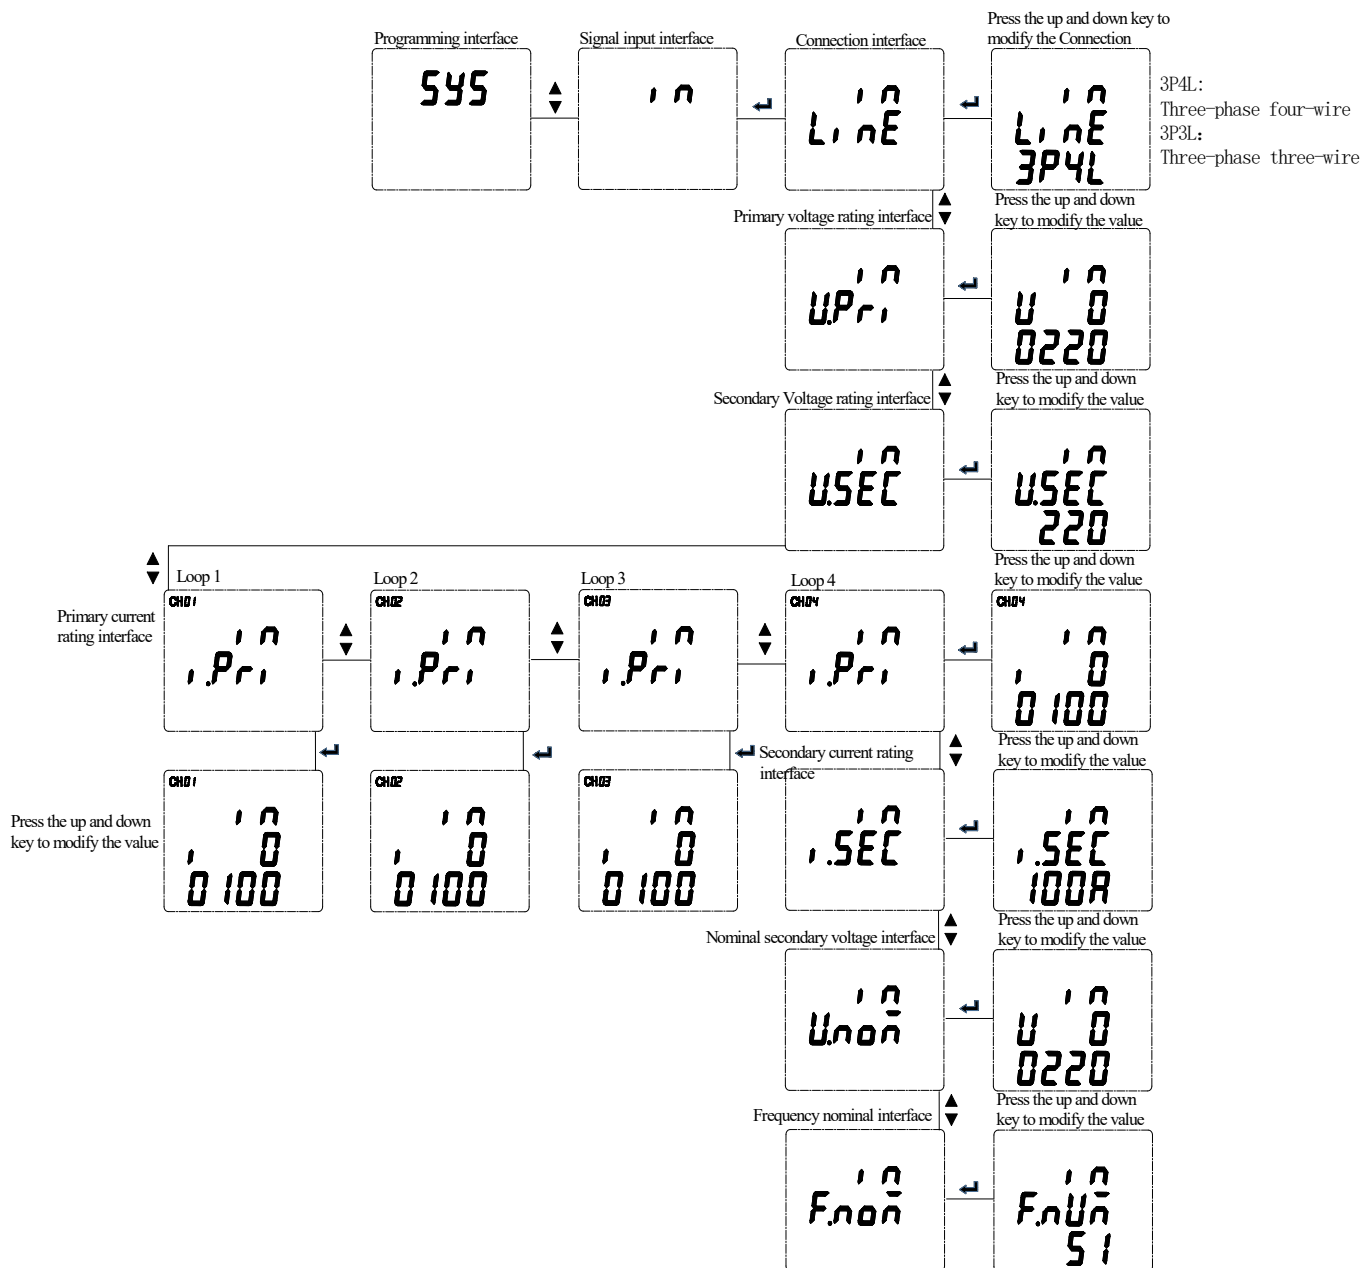 Press the up and down key to
modify the Connection
Programming interface
Signal input interface
Connection interface
SYS
in
in
LinE
in
LinE
3P4L
3P4L:
Three-phase four-wire
3P3L:
Three-phase three-wire
Primary voltage rating interface
Press the up and down
key to modify the value
in
U.Pri
in
U 0
0220
Secondary Voltage rating interface
Press the up and down
key to modify the value
in
U.SEC
in
U.SEC
220
Press the up and down
key to modify the value
Loop 1
Loop 2
Loop 3
Loop 4
Primary current
rating interface
CH01
in
i.Pri
CH02
in
i.Pri
CH03
in
i.Pri
CH04
in
i.Pri
CH04
in
i 0
0100
Secondary current rating
interface
Press the up and down
key to modify the value
Press the up and down
key to modify the value
CH01
in
i 0
0100
CH02
in
i 0
0100
CH03
in
i 0
0100
in
i.SEC
in
i.SEC
100A
Nominal secondary voltage interface
Press the up and down
key to modify the value
in
U.nom
in
U 0
0220
Frequency nominal interface
Press the up and down
key to modify the value
in
F.nom
in
F.nUm
51